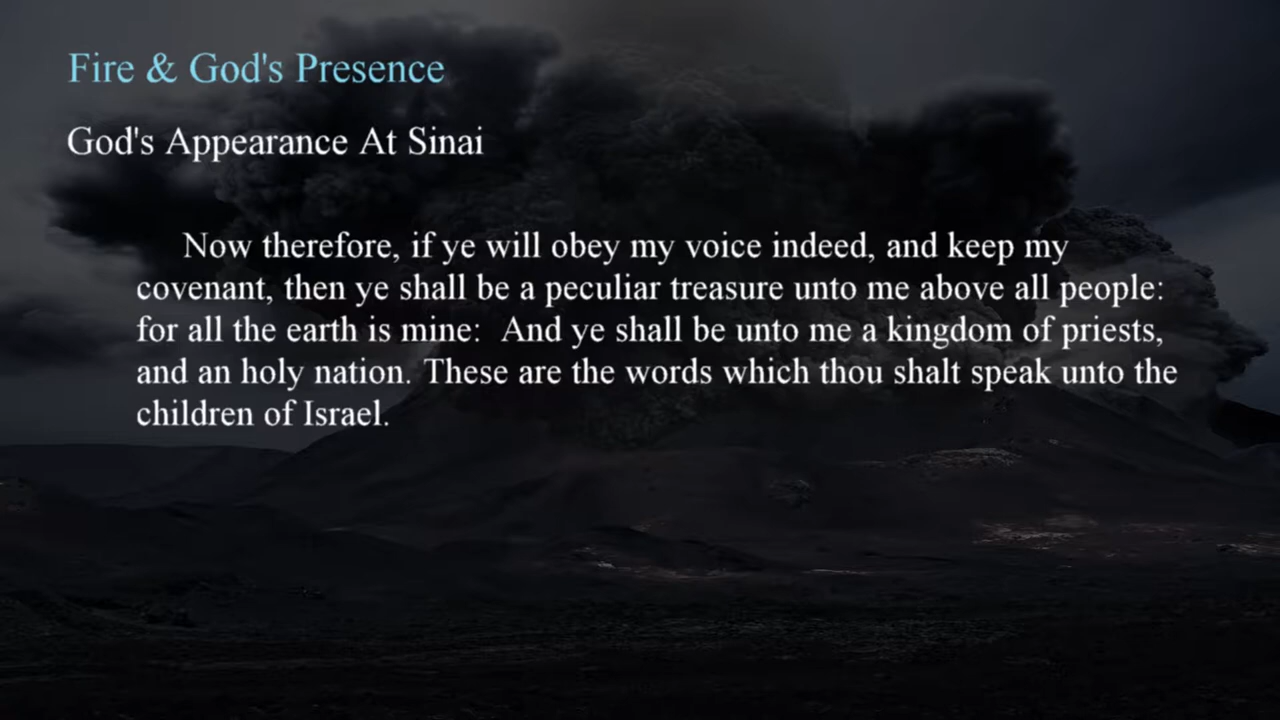 Fire & God's Presence
God's Appearance At Sinai
Now therefore, if ye will obey my voice indeed, and keep my
covenant, then ye shall be a peculiar treasure unto me above all people:
for all the earth is mine:  And ye shall be unto me a kingdom of priests,
and an holy nation. These are the words which thou shalt speak unto the
children of Israel.